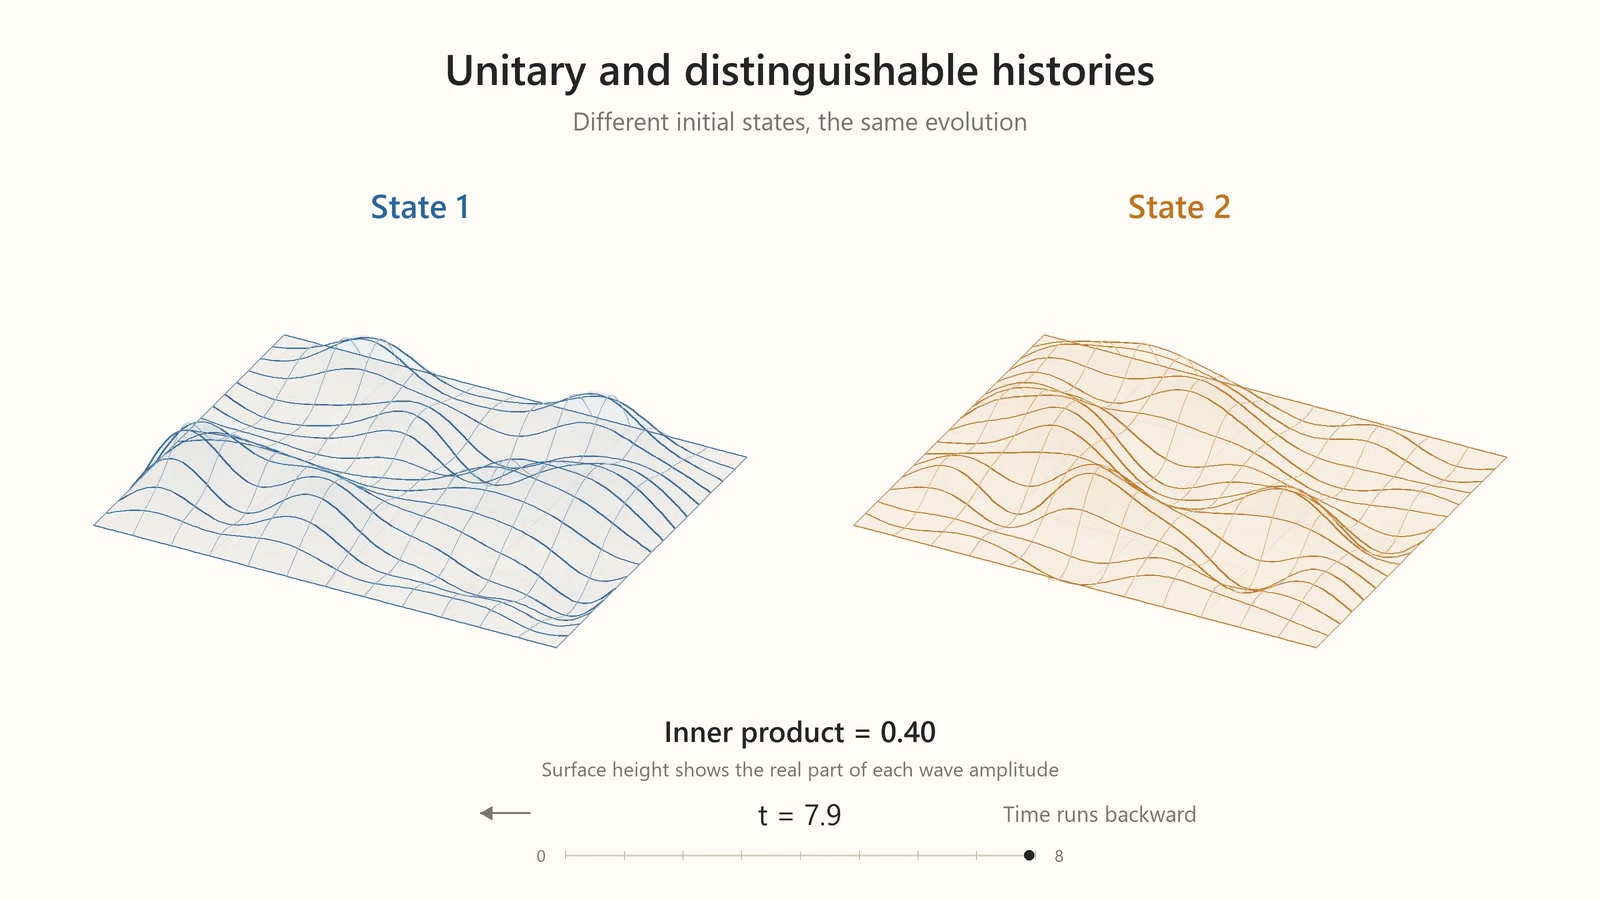 Unitary and distinguishable histories
Different initial states, the same evolution
State 1
State 2
Inner product = 0.40
Surface height shows the real part of each wave amplitude
t = 7.9
Time runs backward
0
8